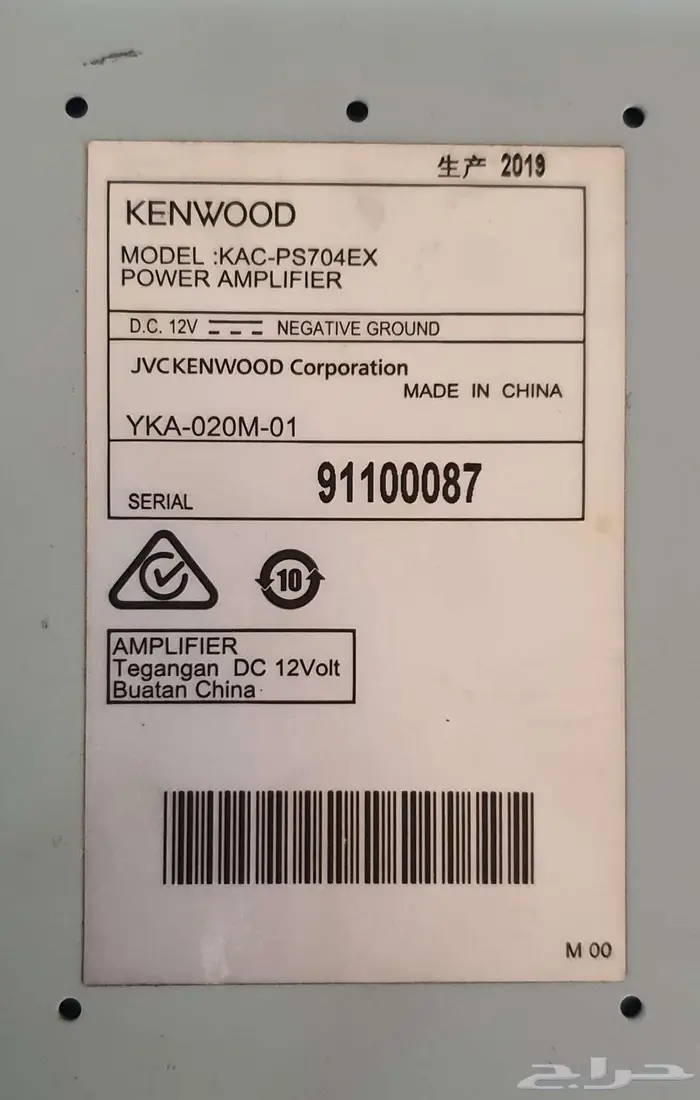 生产 2019
KENWOOD
MODEL :KAC-PS704EX
POWER AMPLIFIER
D.C. 12V NEGATIVE GROUND
JVCKENWOOD Corporation
MADE IN CHINA
YKA-020M-01
SERIAL 91100087
10
AMPLIFIER
Tegangan DC 12Volt
Buatan China
M 00
حراج